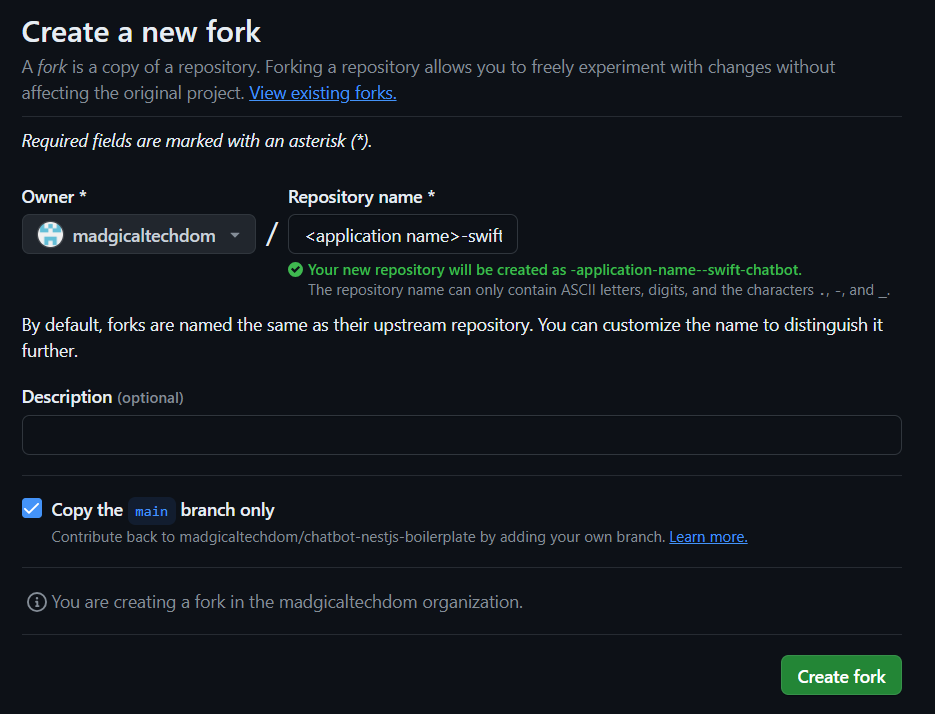 Create a new fork
A fork is a copy of a repository. Forking a repository allows you to freely experiment with changes without
affecting the original project. View existing forks.
Required fields are marked with an asterisk (*).
Owner *
Repository name *
madgicaltechdom
/
<application name>-swift
Your new repository will be created as -application-name--swift-chatbot.
The repository name can only contain ASCII letters, digits, and the characters ., -, and _.
By default, forks are named the same as their upstream repository. You can customize the name to distinguish it
further.
Description (optional)
Copy the main branch only
Contribute back to madgicaltechdom/chatbot-nestjs-boilerplate by adding your own branch. Learn more.
You are creating a fork in the madgicaltechdom organization.
Create fork